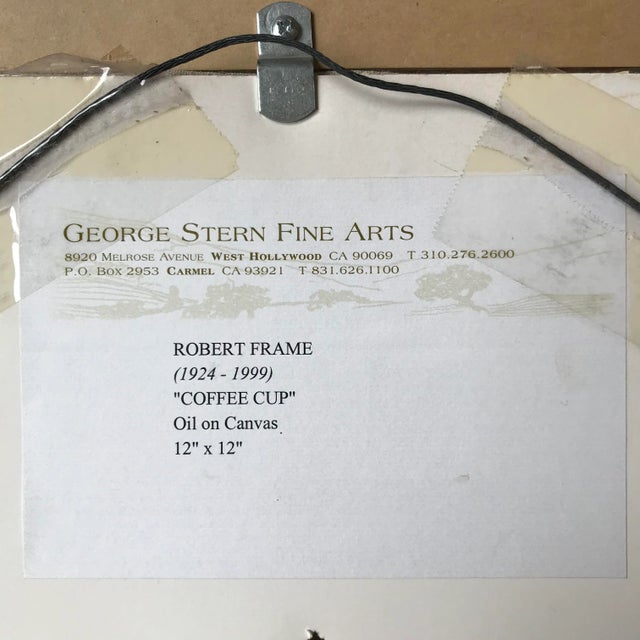 GEORGE STERN FINE ARTS
8920 MELROSE AVENUE WEST HOLLYWOOD CA 90069 T 310.276.2600
P.O. BOX 2953 CARMEL CA 93921 T 831.626.1100
ROBERT FRAME
(1924 - 1999)
"COFFEE CUP"
Oil on Canvas
12" x 12"